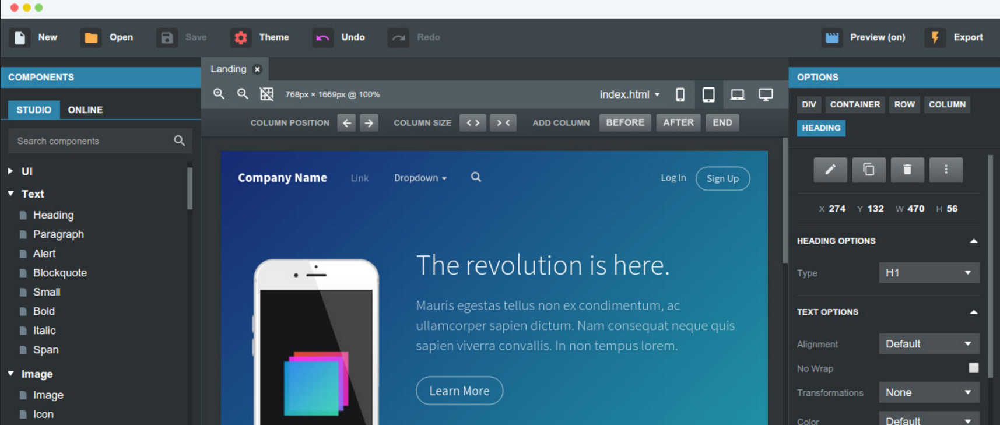 New Open Save Theme Undo Redo Preview (on) Export
COMPONENTS
STUDIO ONLINE
Search components
UI
Text
Heading
Paragraph
Alert
Blockquote
Small
Bold
Italic
Span
Image
Image
Icon
Landing
768px × 1669px @ 100% index.html
COLUMN POSITION COLUMN SIZE ADD COLUMN BEFORE AFTER END
Company Name Link Dropdown Log In Sign Up
The revolution is here.
Mauris egestas tellus non ex condimentum, ac
ullamcorper sapien dictum. Nam consequat neque quis
sapien viverra convallis. In non tempus lorem.
Learn More
OPTIONS
DIV CONTAINER ROW COLUMN
HEADING
X 274 Y 132 W 470 H 56
HEADING OPTIONS
Type H1
TEXT OPTIONS
Alignment Default
No Wrap
Transformations None
Color Default